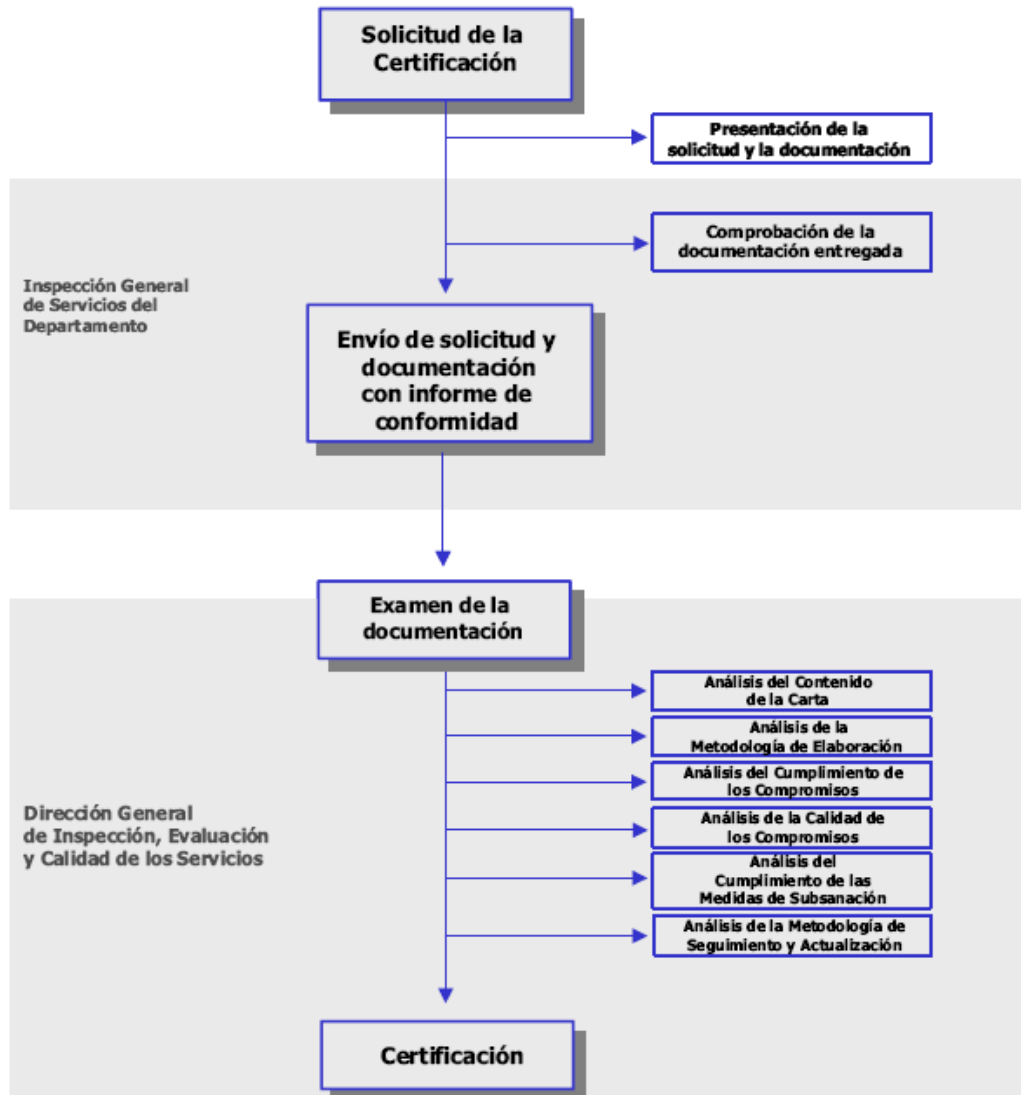 Solicitud de la
Certificación
Presentación de la
solicitud y la documentación
Comprobación de la
documentación entregada
Inspección General
de Servicios del
Departamento
Envío de solicitud y
documentación
con informe de
conformidad
Examen de la
documentación
Análisis del Contenido
de la Carta
Análisis de la
Metodología de Elaboración
Análisis del Cumplimiento de
los Compromisos
Dirección General
de Inspección, Evaluación
y Calidad de los Servicios
Análisis de la Calidad de
los Compromisos
Análisis del
Cumplimiento de las
Medidas de Subsanación
Análisis de la Metodología de
Seguimiento y Actualización
Certificación